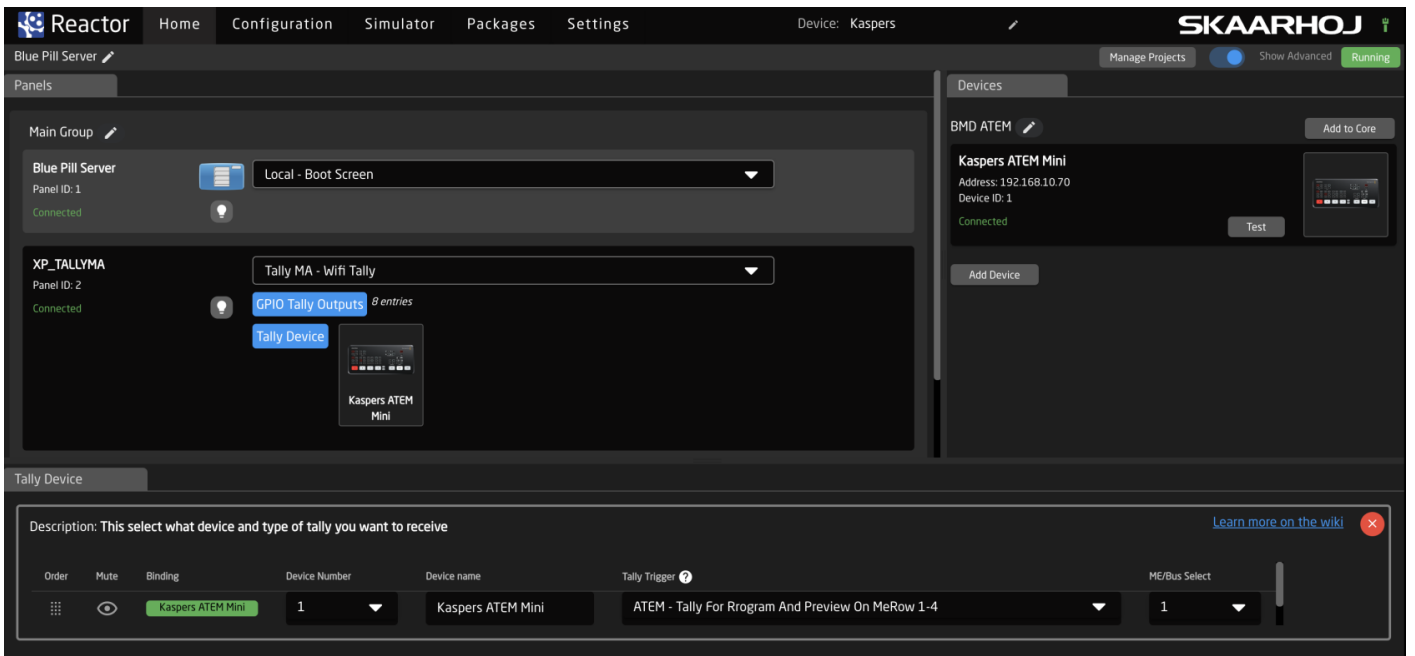 Reactor Home Configuration Simulator Packages Settings Device: Kaspers SKAARHOJ
Blue Pill Server Manage Projects Show Advanced Running
Panels
Main Group
Blue Pill Server
Panel ID: 1
Connected
Local - Boot Screen
XP_TALLYMA
Panel ID: 2
Connected
Tally MA - Wifi Tally
GPIO Tally Outputs 8 entries
Tally Device
Kaspers ATEM
Mini
Devices
BMD ATEM Add to Core
Kaspers ATEM Mini
Address: 192.168.10.70
Device ID: 1
Connected
Test
Add Device
Tally Device
Description: This select what device and type of tally you want to receive Learn more on the wiki
Order Mute Binding Device Number Device name Tally Trigger ? ME/Bus Select
Kaspers ATEM Mini 1 Kaspers ATEM Mini ATEM - Tally For Rrogram And Preview On MeRow 1-4 1